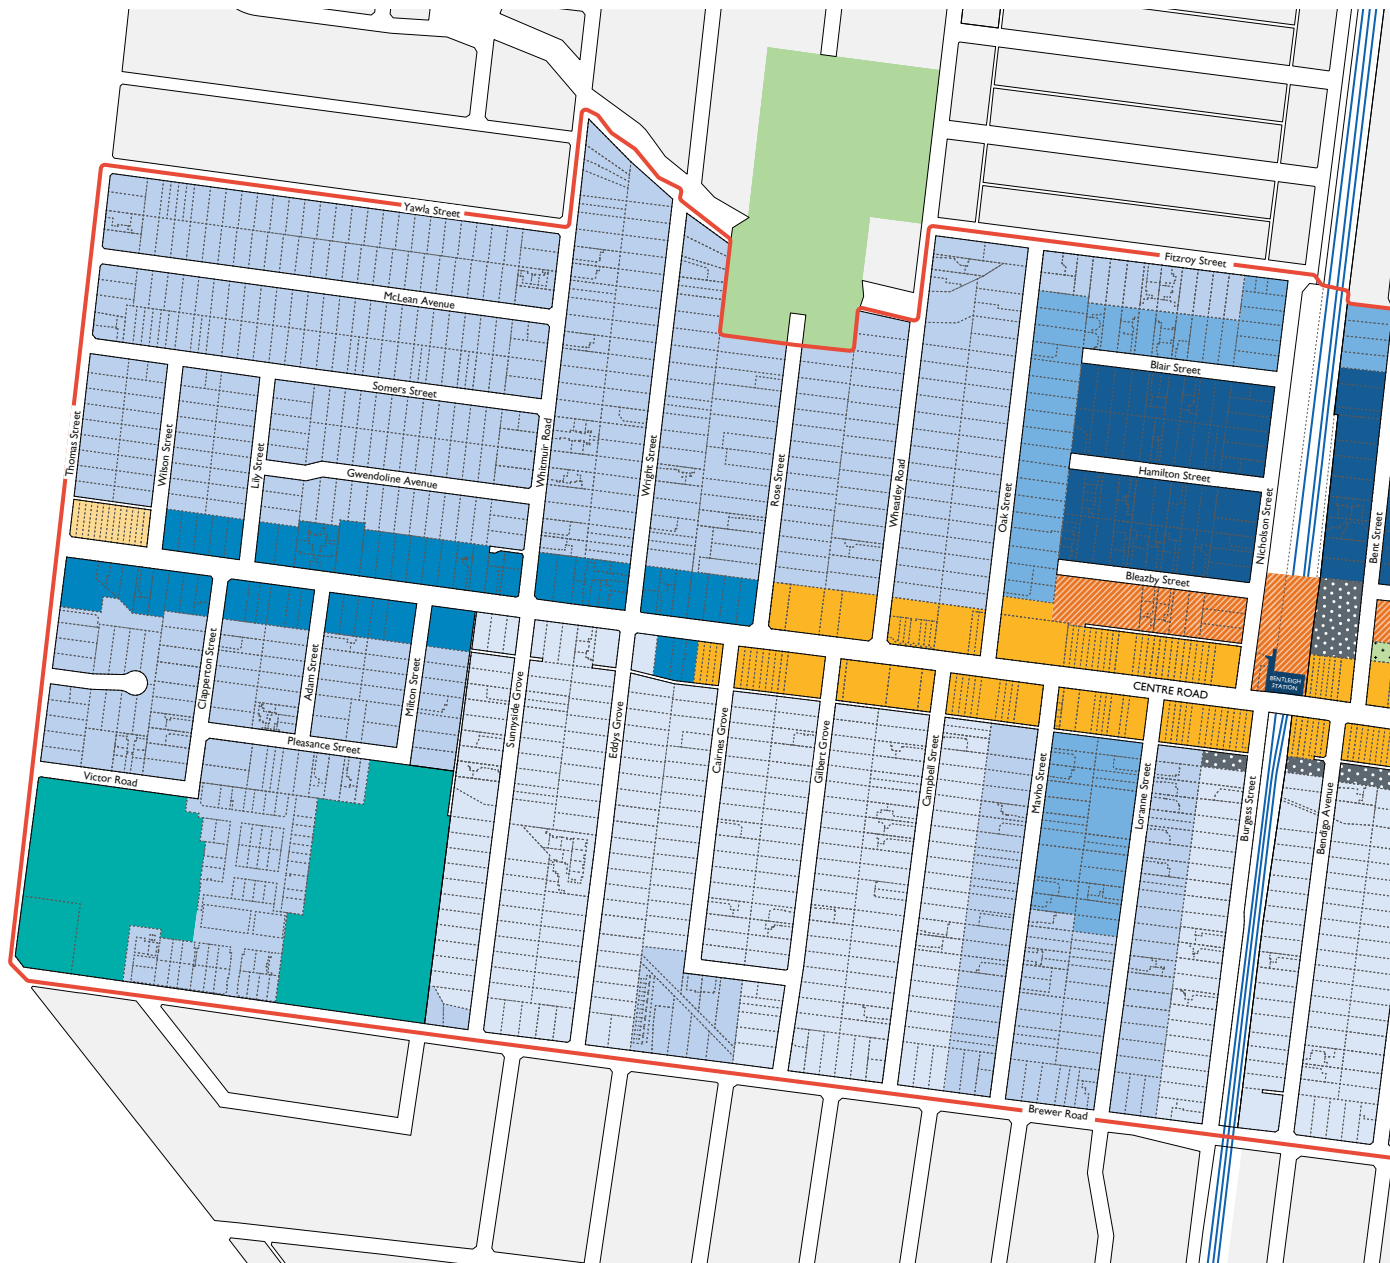 Yawla Street
McLean Avenue
Somers Street
Gwendoline Avenue
Thomas Street
Wilson Street
Lily Street
Whitmuir Road
Wright Street
Rose Street
Wheatley Road
Oak Street
Fitzroy Street
Blair Street
Hamilton Street
Bleazby Street
Nicholson Street
Bent Street
CENTRE ROAD
BENTLEIGH
STATION
Clapperton Street
Adam Street
Milton Street
Pleasance Street
Victor Road
Sunnyside Grove
Eddys Grove
Cairnes Grove
Gilbert Grove
Campbell Street
Mavho Street
Loranne Street
Burgess Street
Bendigo Avenue
Brewer Road